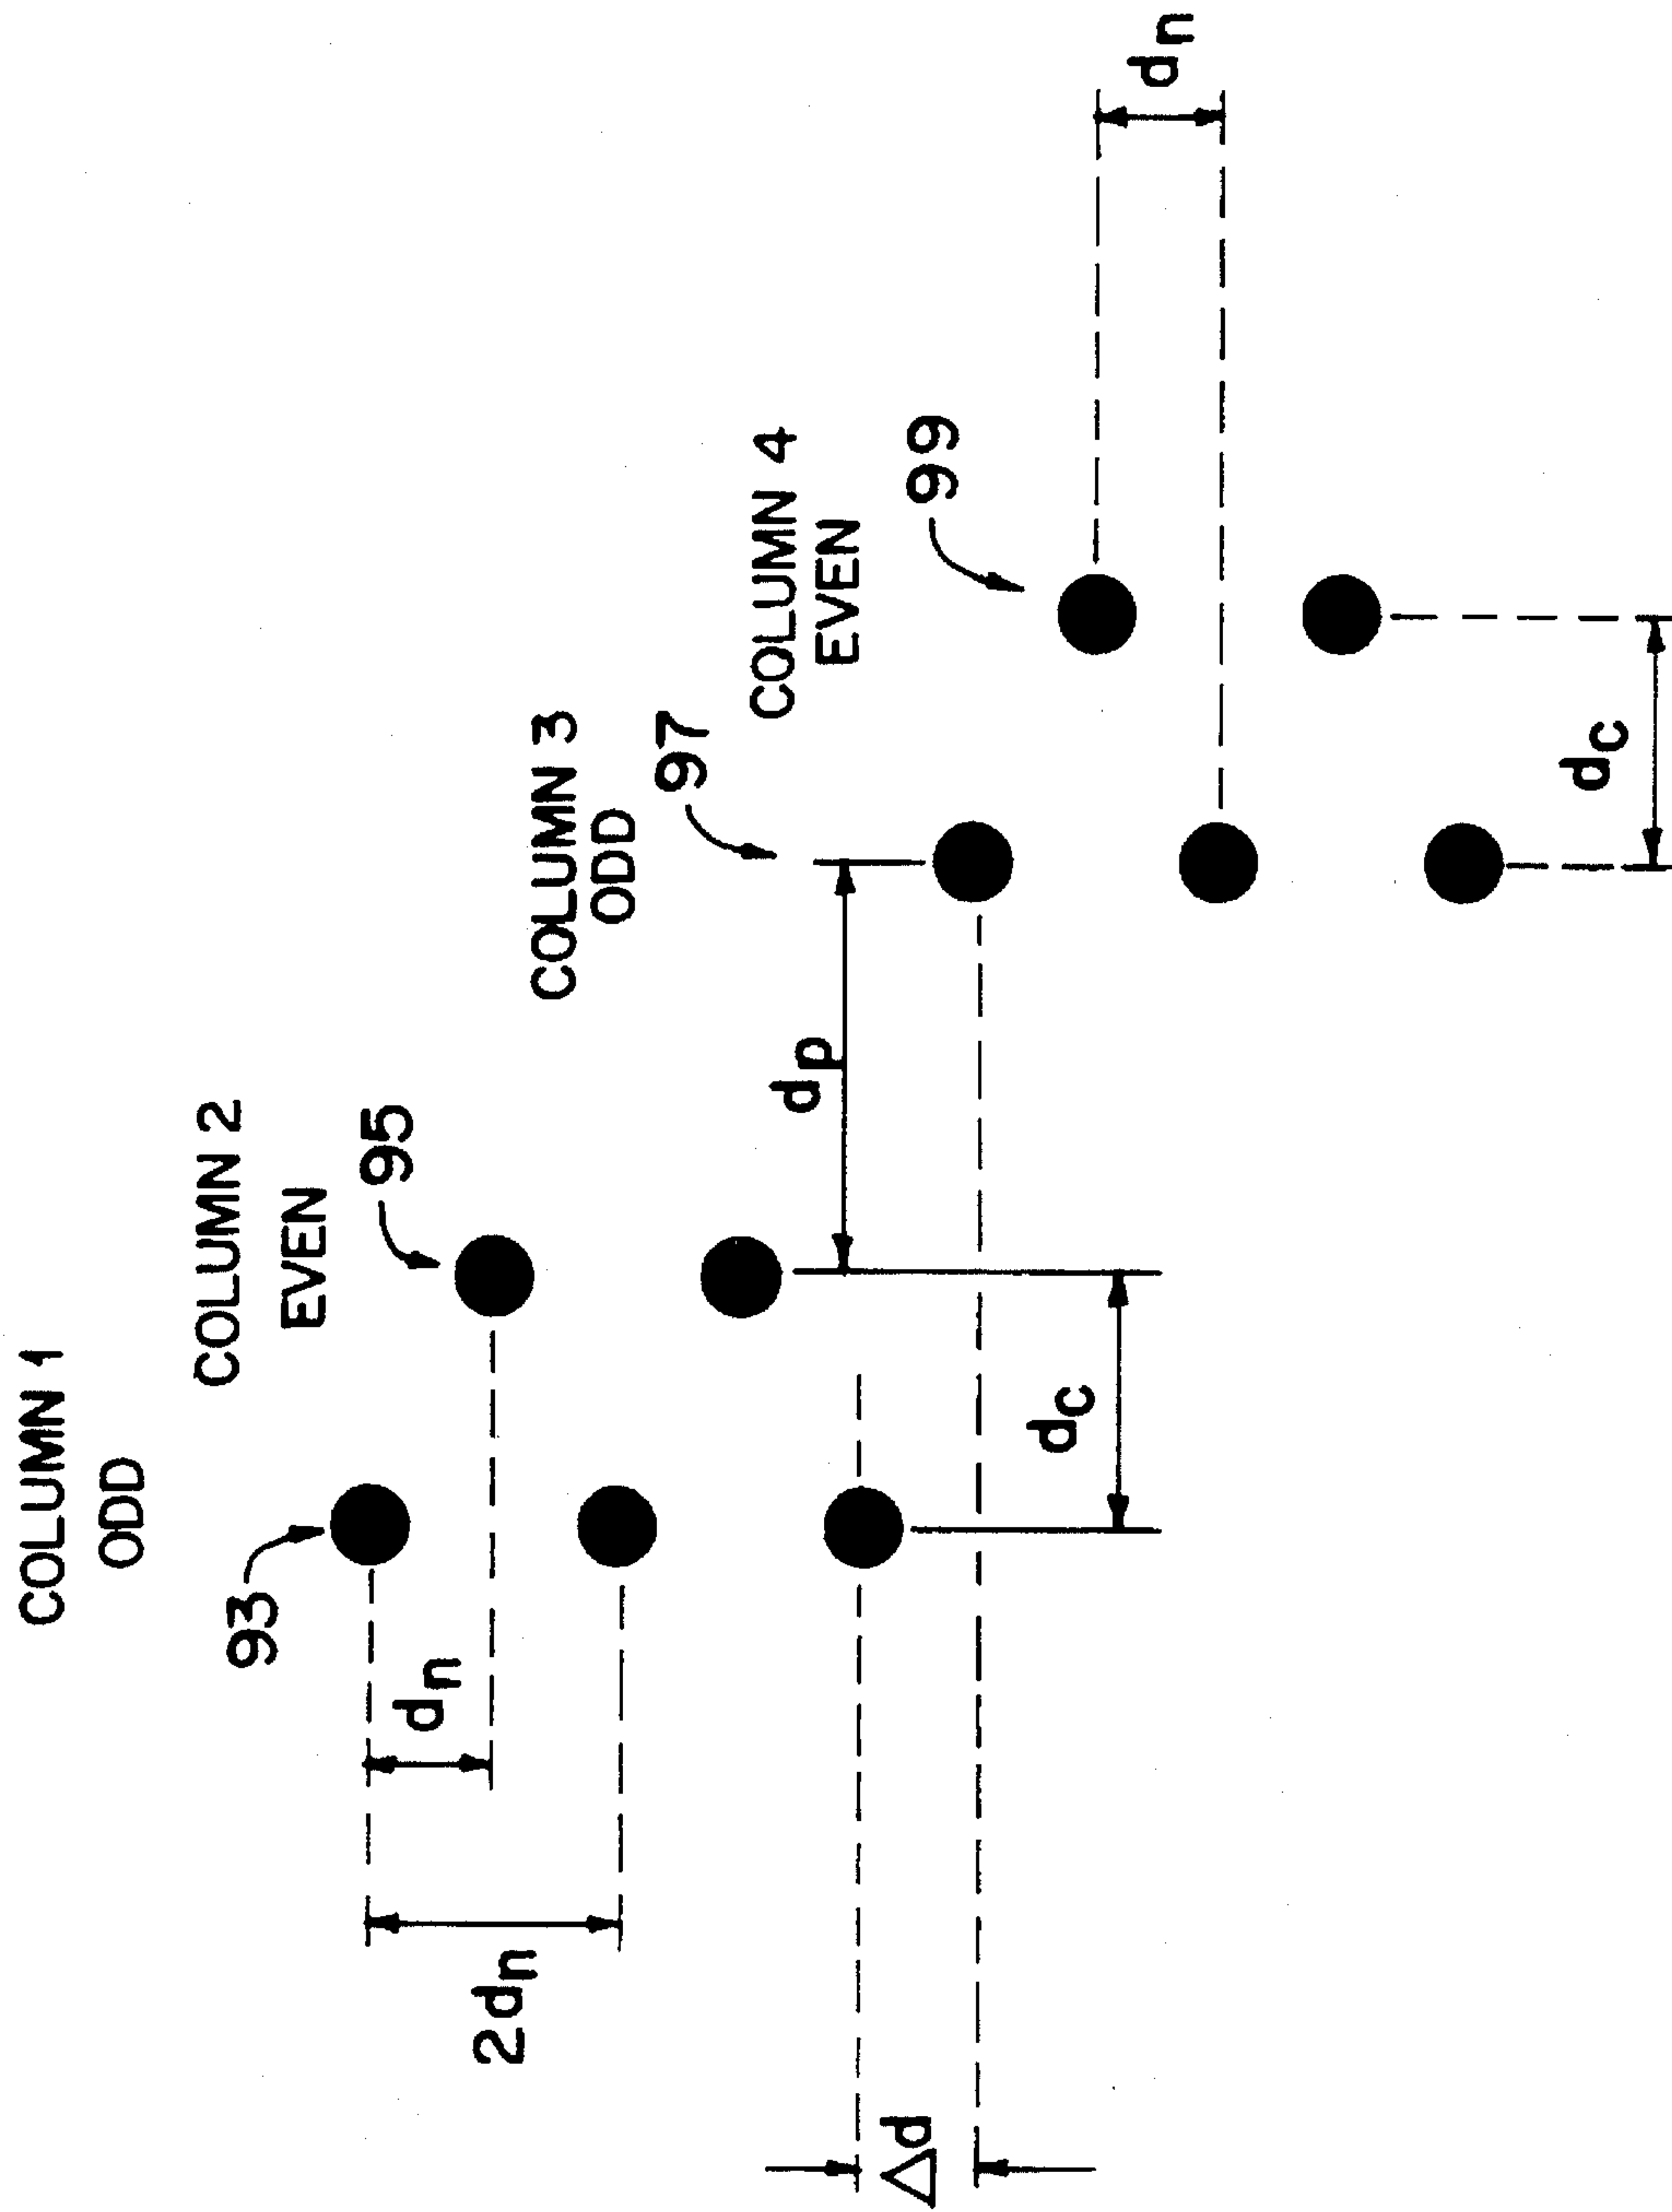 COLUMN 1
ODD
93
COLUMN 2
EVEN
95
dn
2dn
COLUMN 3
ODD
97
COLUMN 4
EVEN
99
dp
dc
Δd
dn
dc